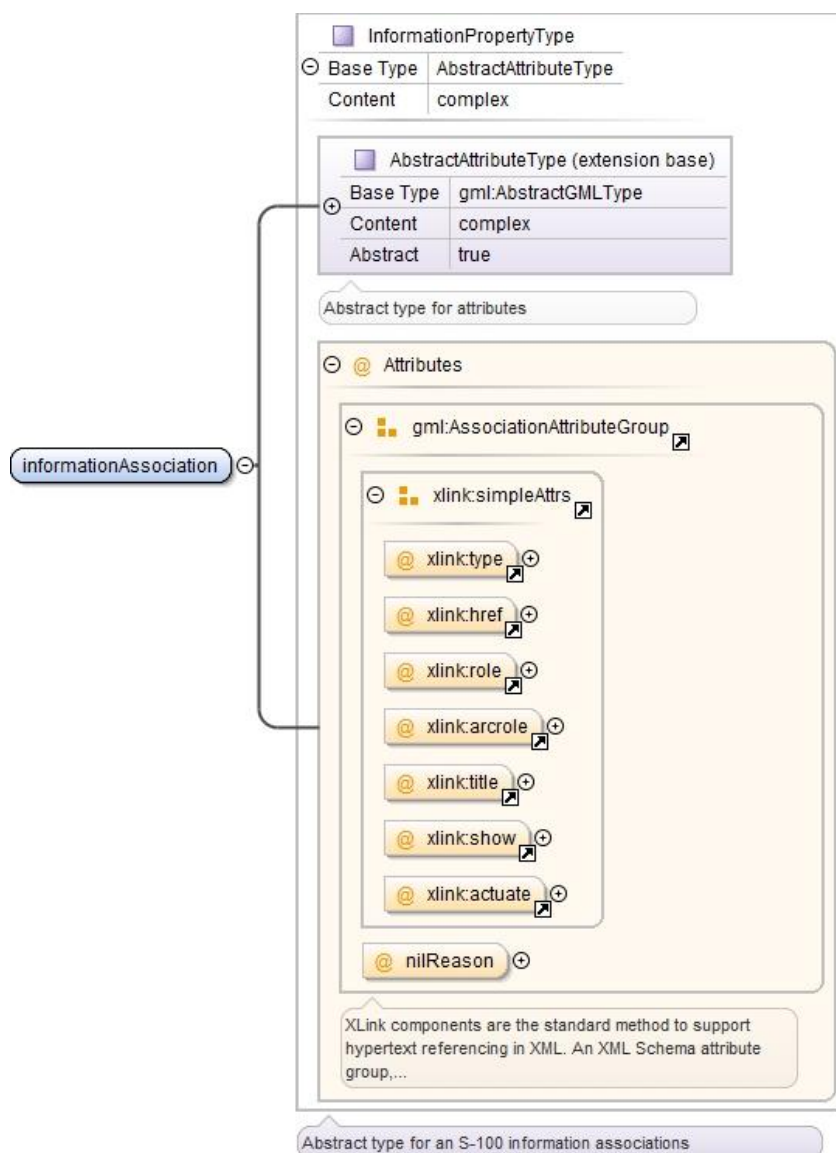 InformationPropertyType
Base Type AbstractAttributeType
Content complex
AbstractAttributeType (extension base)
Base Type gml:AbstractGMLType
Content complex
Abstract true
Abstract type for attributes
@ Attributes
gml:AssociationAttributeGroup
informationAssociation
xlink:simpleAttrs
@ xlink:type
@ xlink:href
@ xlink:role
@ xlink:arcrole
@ xlink:title
@ xlink:show
@ xlink:actuate
@ nilReason
XLink components are the standard method to support
hypertext referencing in XML. An XML Schema attribute
group,...
Abstract type for an S-100 information associations